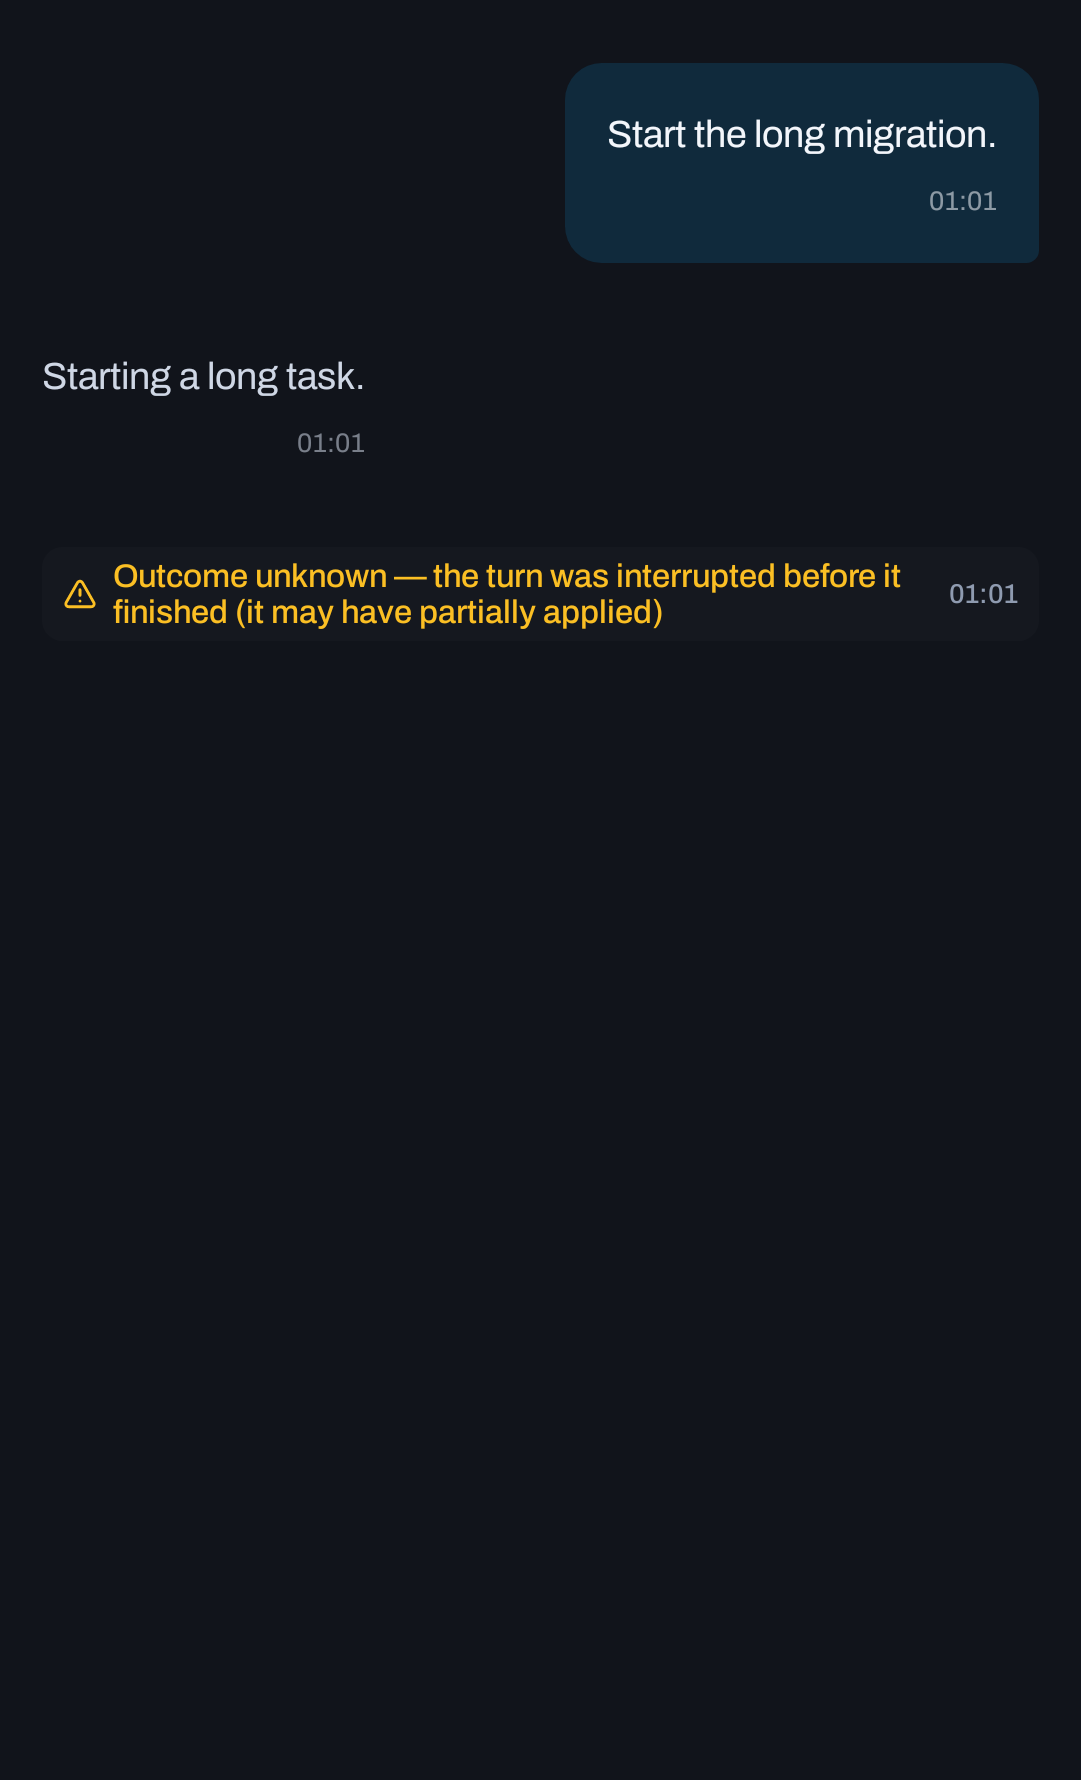 Start the long migration.
01:01
Starting a long task.
01:01
Outcome unknown — the turn was interrupted before it
finished (it may have partially applied)
01:01